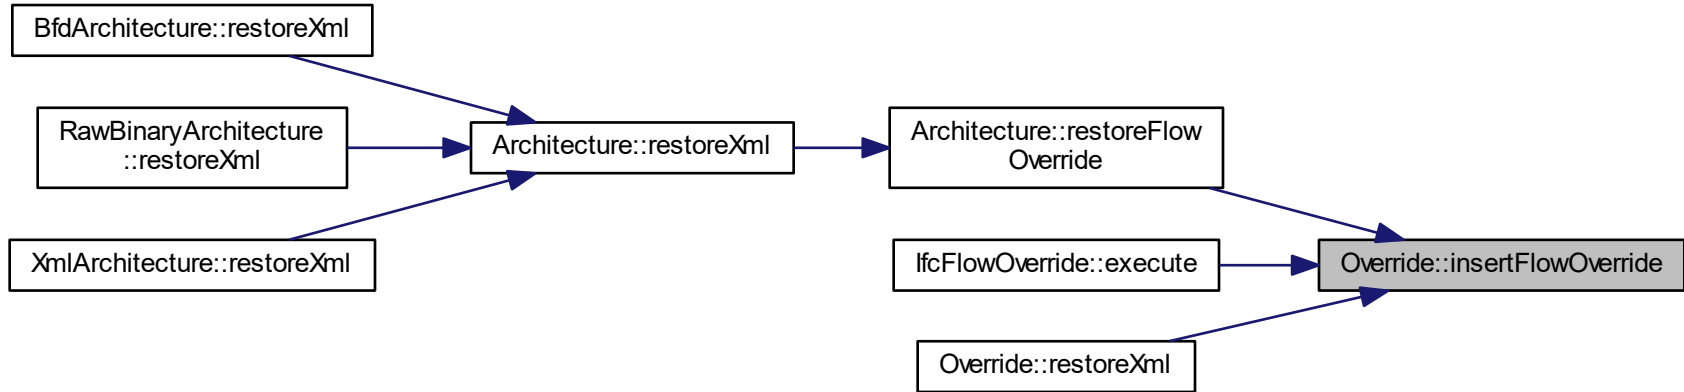 BfdArchitecture::restoreXml
RawBinaryArchitecture
::restoreXml
XmlArchitecture::restoreXml
Architecture::restoreXml
Architecture::restoreFlow
Override
IfcFlowOverride::execute
Override::restoreXml
Override::insertFlowOverride